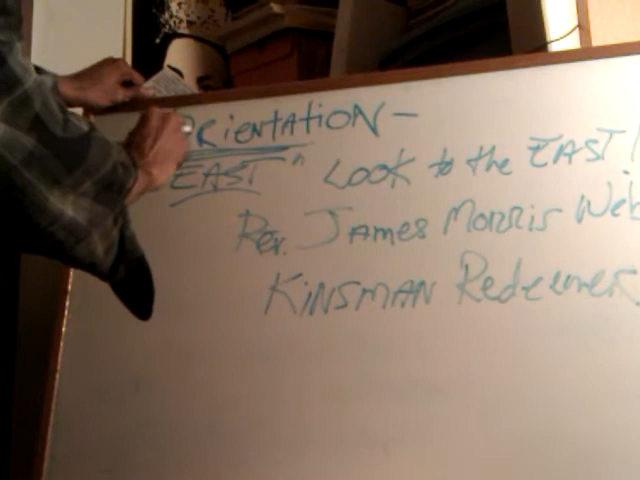 ORientAtiON -
EAST " LOOK to the EAST!
Rev. JAMES MORRis Web
KiNSMAN Redeemer